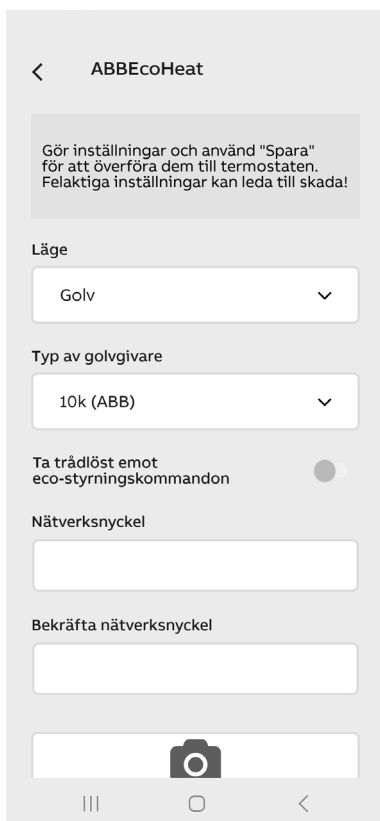 ABBEcoHeat
Gör inställningar och använd "Spara"
för att överföra dem till termostaten.
Felaktiga inställningar kan leda till skada!
Läge
Golv
Typ av golvgivare
10k (ABB)
Ta trådlöst emot
eco-styrningskommandon
Nätverksnyckel
Bekräfta nätverksnyckel